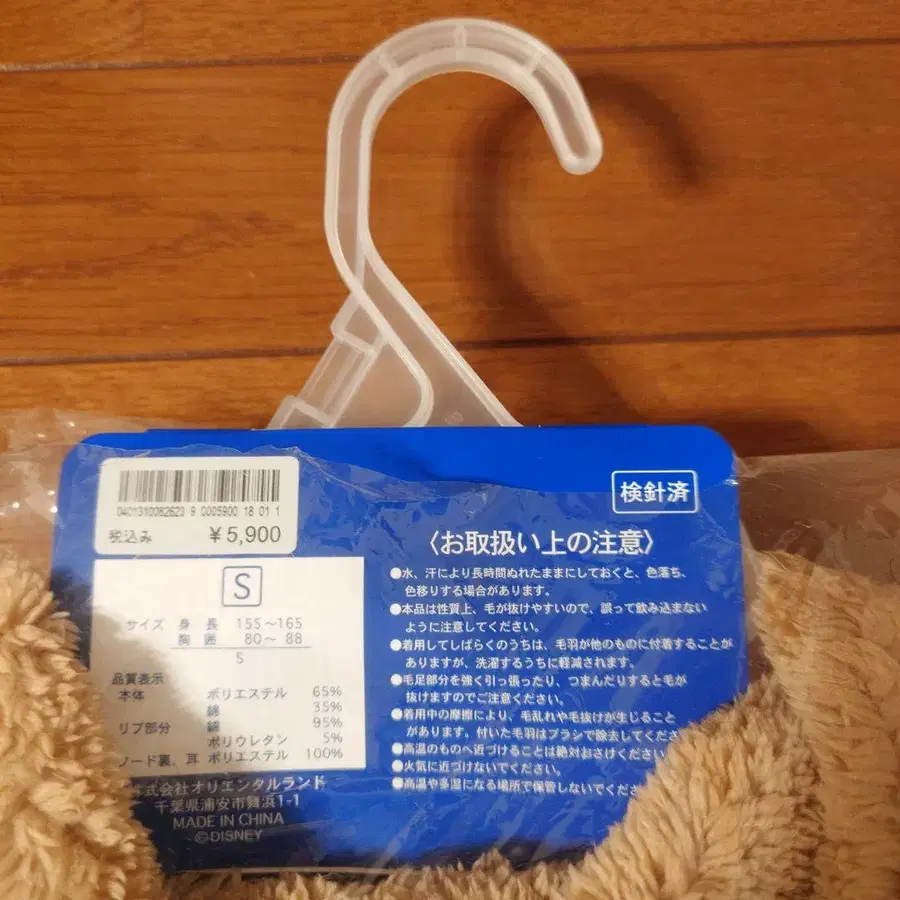 0401310062623 9 0005900 18 01 1
税込み ¥5,900
検針済
S
サイズ 身長 155～165
胸囲 80～88
S
品質表示
本体 ポリエステル 65%
綿 35%
リブ部分 綿 95%
ポリウレタン 5%
フード裏、耳 ポリエステル 100%
株式会社オリエンタルランド
千葉県浦安市舞浜1-1
MADE IN CHINA
©DISNEY
〈お取扱い上の注意〉
●水、汗により長時間ぬれたままにしておくと、色落ち、
色移りする場合があります。
●本品は性質上、毛が抜けやすいので、誤って飲み込まない
ように注意してください。
●着用してしばらくのうちは、毛羽が他のものに付着することが
ありますが、洗濯するうちに軽減されます。
●毛足部分を強く引っ張ったり、つまんだりすると毛が
抜けますのでご注意ください。
●着用中の摩擦により、毛乱れや毛抜けが生じること
があります。付いた毛羽はブラシで除去してくださ
●高温のものへ近づけることは絶対おさけください
●火気に近づけないでください。
●高温や多湿になる場所で保管しないでくださ